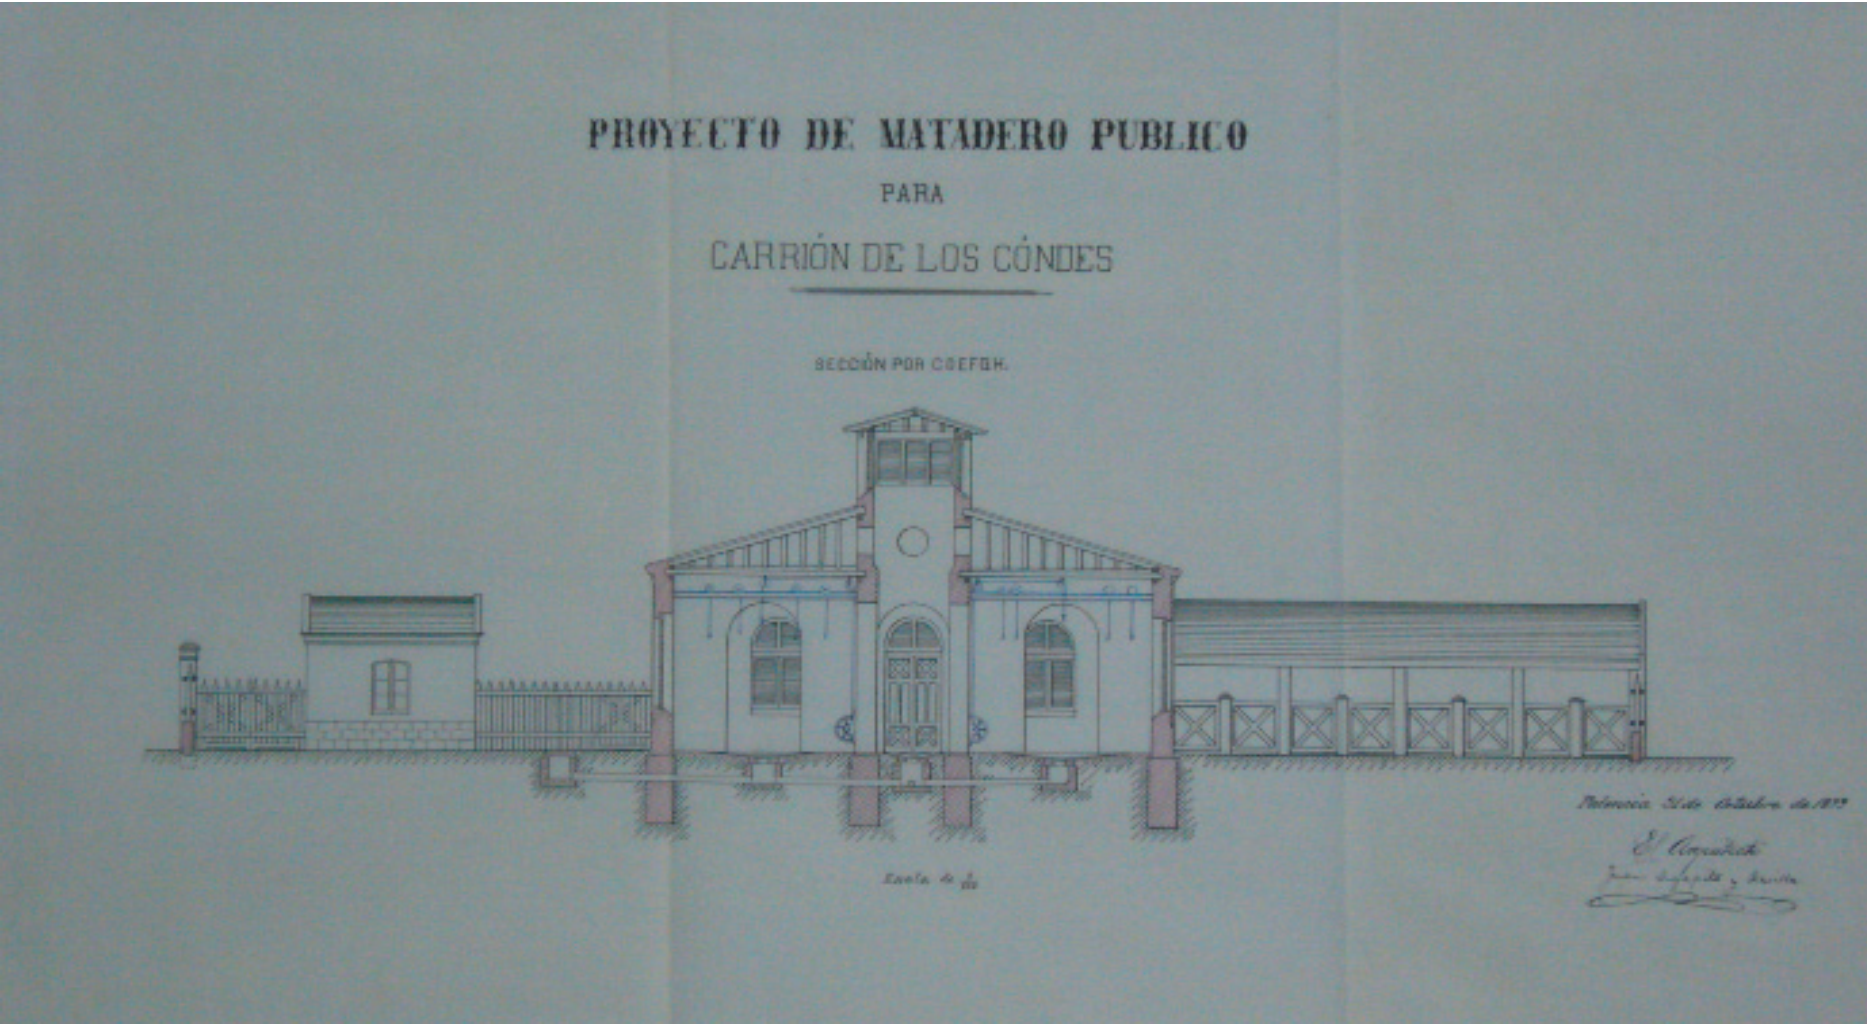 PROYECTO DE MATADERO PUBLICO
PARA
CARRIÓN DE LOS CÓNDES
SECCIÓN POR C D E F G H.
Palencia 31 de Octubre de
El Arquitecto
Escala de